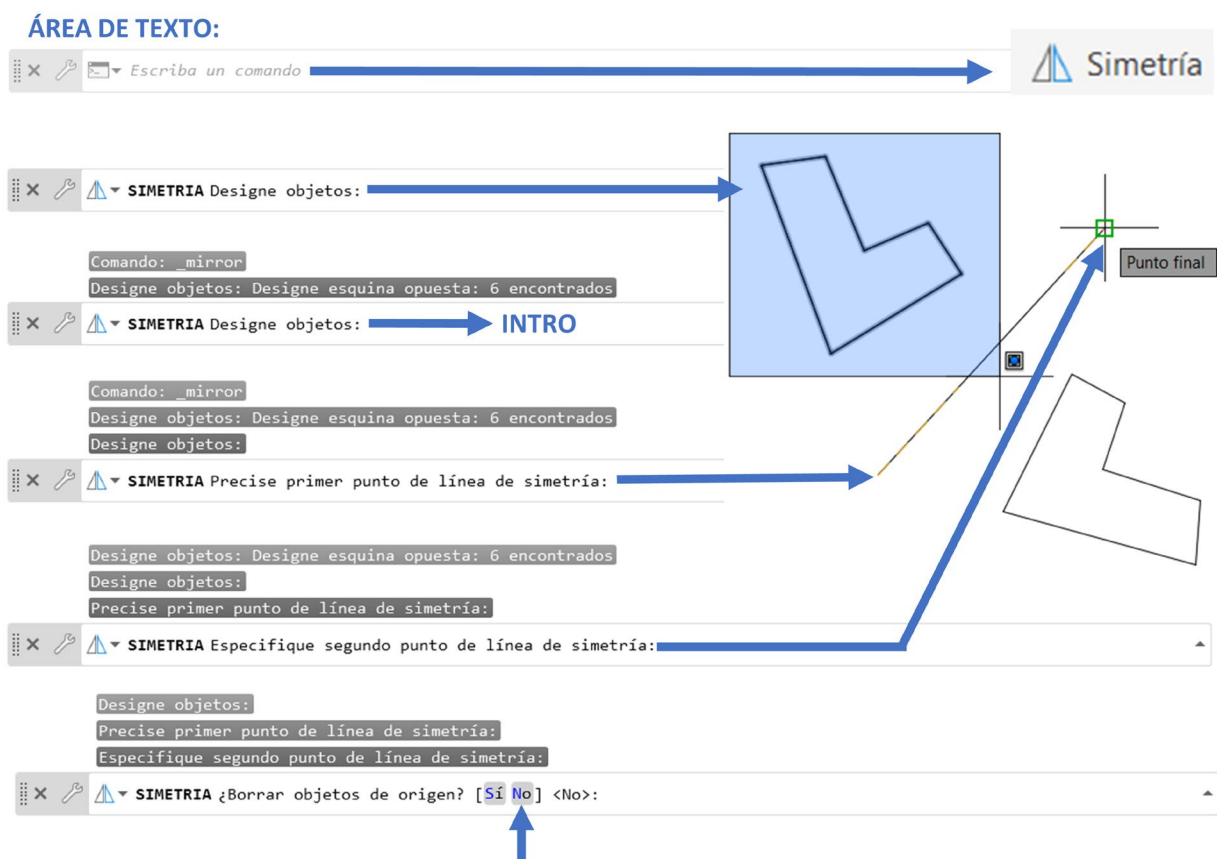 ÁREA DE TEXTO:
Escriba un comando
Simetría
SIMETRIA Designe objetos:
Comando: _mirror
Designe objetos: Designe esquina opuesta: 6 encontrados
SIMETRIA Designe objetos:
INTRO
Punto final
Comando: _mirror
Designe objetos: Designe esquina opuesta: 6 encontrados
Designe objetos:
SIMETRIA Precise primer punto de línea de simetría:
Designe objetos: Designe esquina opuesta: 6 encontrados
Designe objetos:
Precise primer punto de línea de simetría:
SIMETRIA Especifique segundo punto de línea de simetría:
Designe objetos:
Precise primer punto de línea de simetría:
Especifique segundo punto de línea de simetría:
SIMETRIA ¿Borrar objetos de origen? [Sí No] <No>: